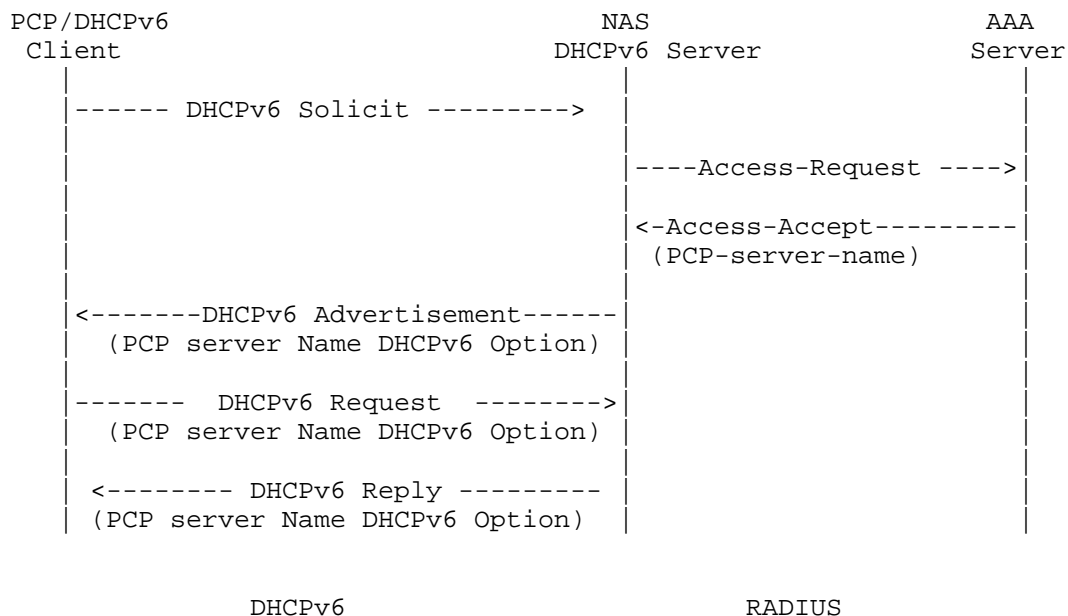 PCP/DHCPv6 NAS AAA
Client DHCPv6 Server Server
------ DHCPv6 Solicit --------->
----Access-Request ---->
<-Access-Accept---------
(PCP-server-name)
<-------DHCPv6 Advertisement------
(PCP server Name DHCPv6 Option)
------- DHCPv6 Request -------->
(PCP server Name DHCPv6 Option)
<-------- DHCPv6 Reply ---------
(PCP server Name DHCPv6 Option)
DHCPv6 RADIUS